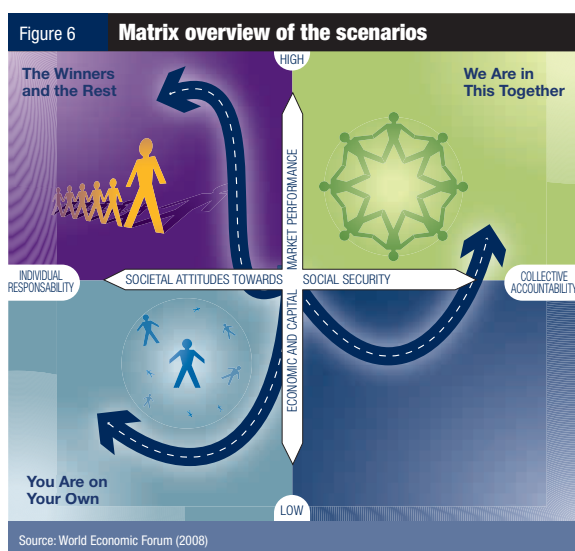 Figure 6
Matrix overview of the scenarios
HIGH
The Winners
and the Rest
We Are in
This Together
MARKET PERFORMANCE
INDIVIDUAL
RESPONSABILITY
SOCIETAL ATTITUDES TOWARDS
SOCIAL SECURITY
COLLECTIVE
ACCOUNTABILITY
ECONOMIC AND CAPITAL
You Are on
Your Own
LOW
Source: World Economic Forum (2008)